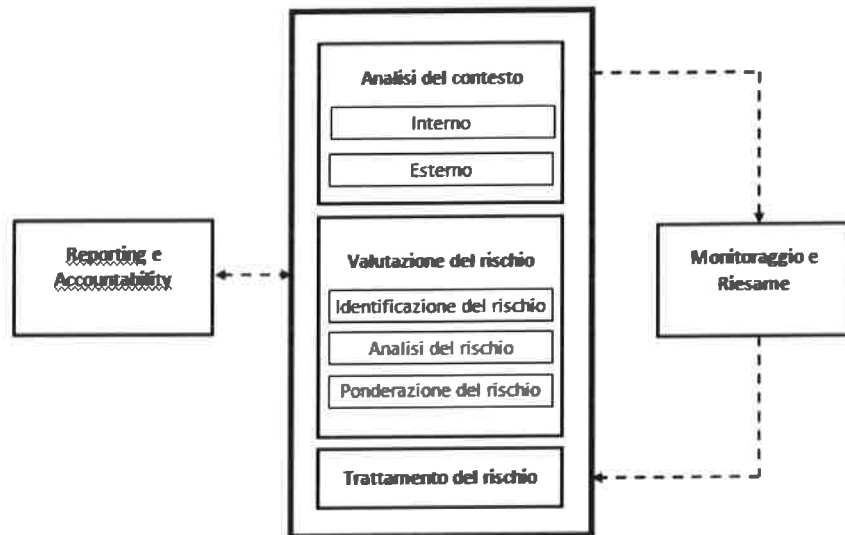 Analisi del contesto
Interno
Esterno
Reporting e
Accountability
Valutazione del rischio
Identificazione del rischio
Analisi del rischio
Ponderazione del rischio
Monitoraggio e
Riesame
Trattamento del rischio